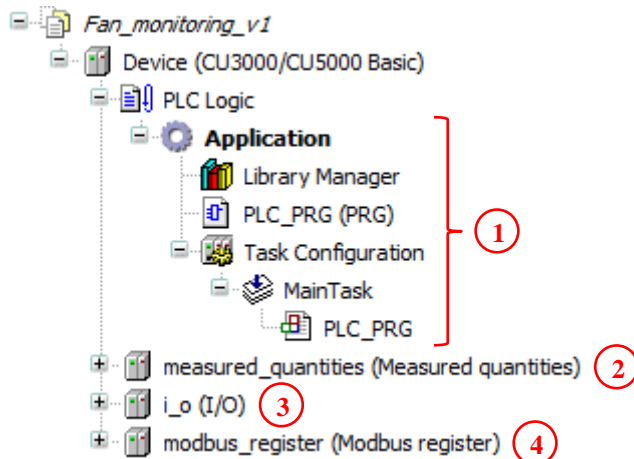 Fan_monitoring_v1
Device (CU3000/CU5000 Basic)
PLC Logic
Application
Library Manager
PLC_PRG (PRG)
1
Task Configuration
MainTask
PLC_PRG
measured_quantities (Measured quantities) 2
i_o (I/O) 3
modbus_register (Modbus register) 4